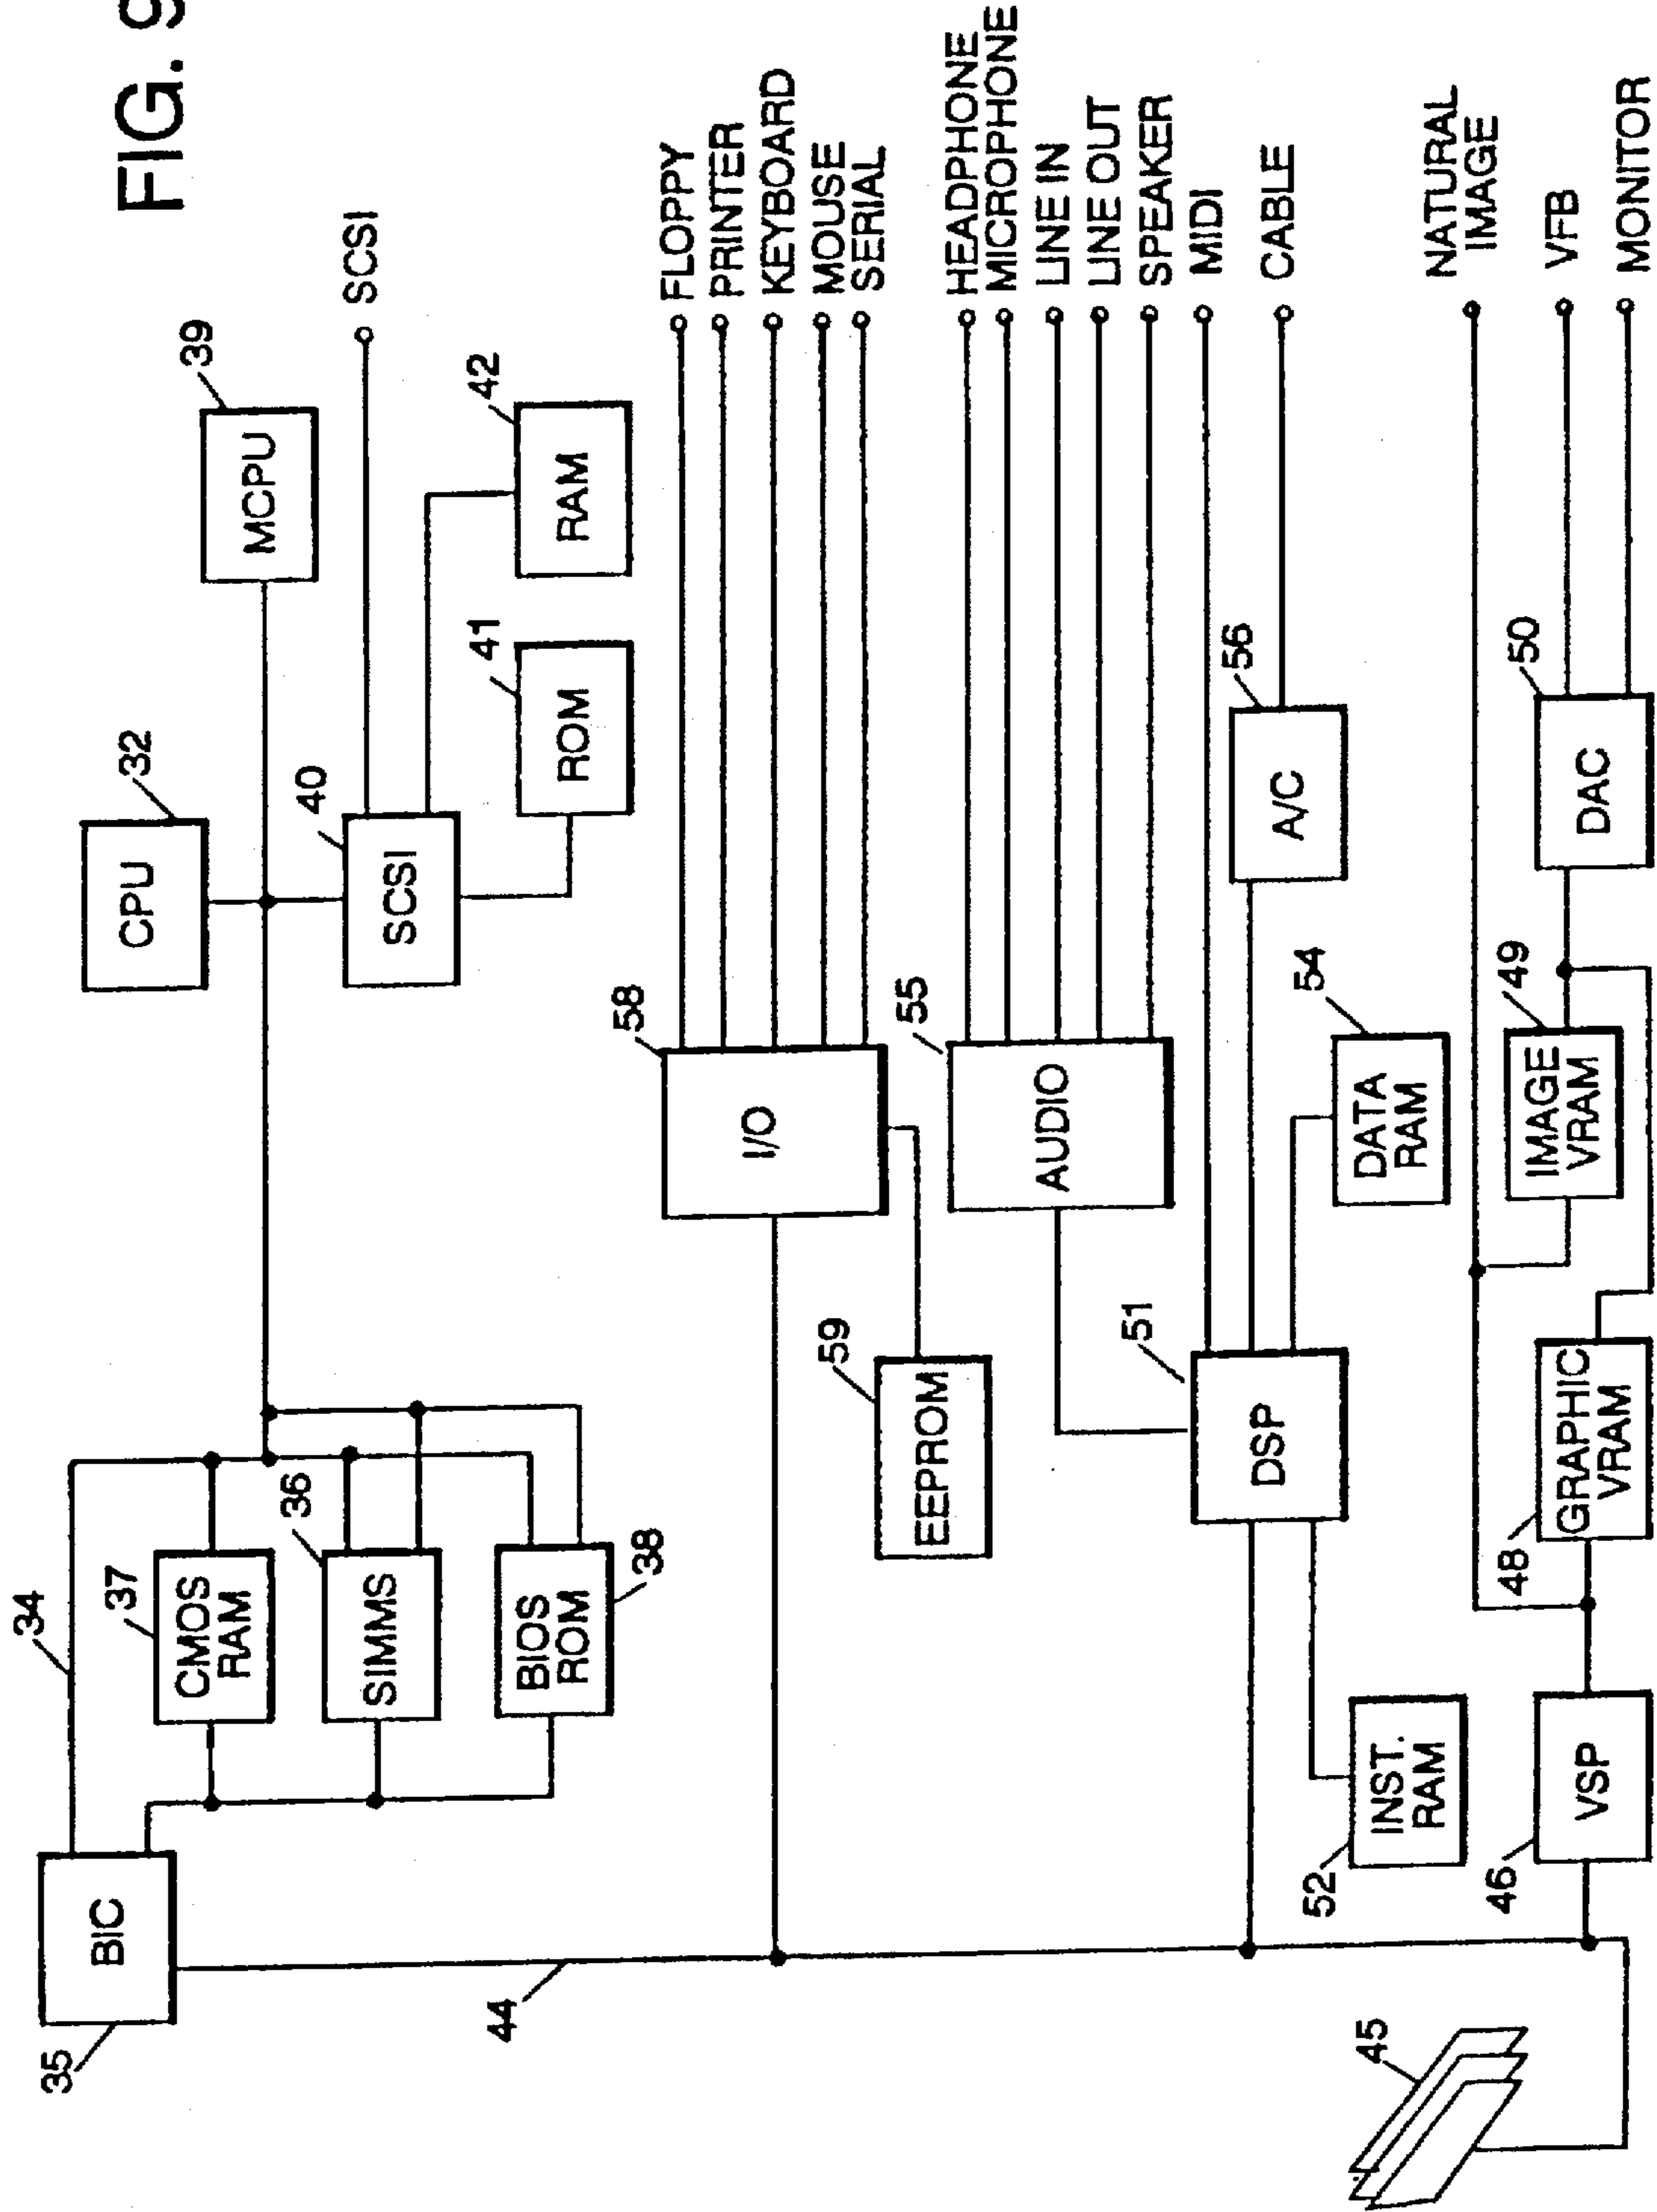 FIG. 9
CPU
32
MCPU
39
34
BIC
35
CMOS
RAM
37
SIMMS
36
BIOS
ROM
38
SCSI
40
SCSI
ROM
41
RAM
42
44
I/O
58
FLOPPY
PRINTER
KEYBOARD
MOUSE
SERIAL
EEPROM
59
AUDIO
55
HEADPHONE
MICROPHONE
LINE IN
LINE OUT
SPEAKER
MIDI
DSP
51
A/C
56
CABLE
DATA
RAM
54
INST.
RAM
52
45
VSP
46
GRAPHIC
VRAM
48
IMAGE
VRAM
49
DAC
50
NATURAL
IMAGE
VFB
MONITOR